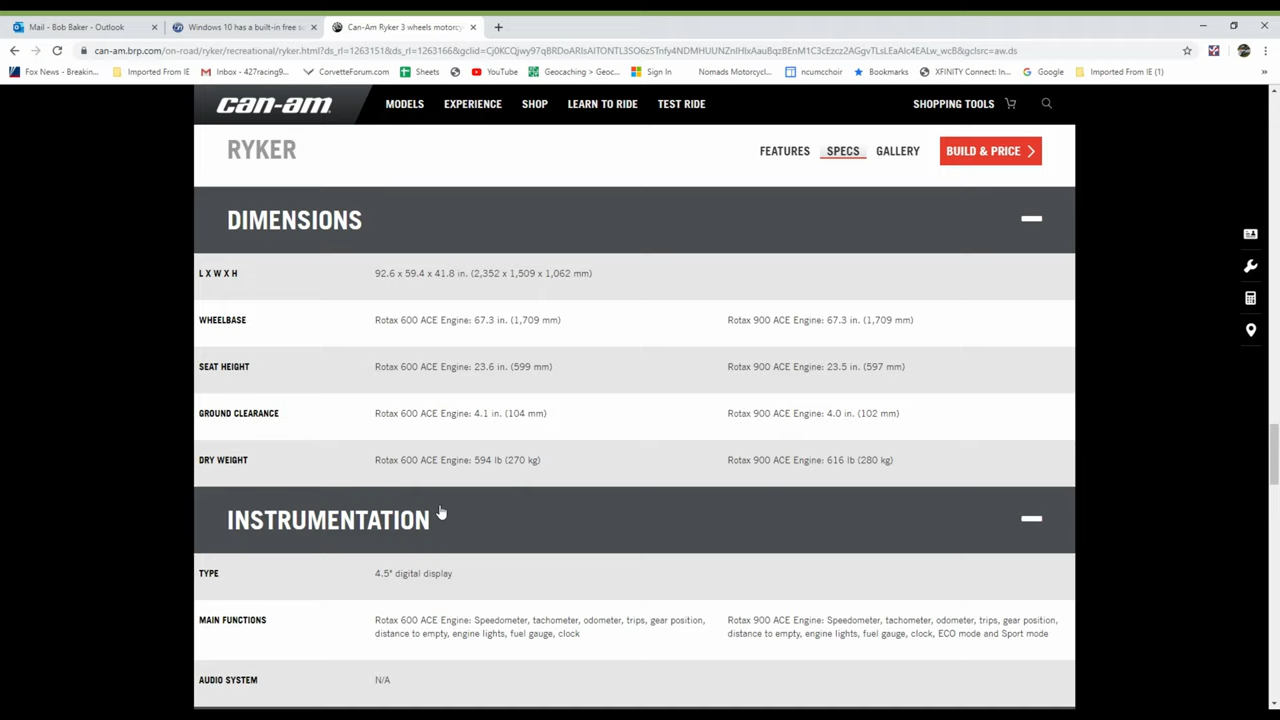 Mail - Bob Baker - Outlook
Windows 10 has a built-in free s
Can-Am Ryker 3 wheels motorcy
can-am.brp.com/on-road/ryker/recreational/ryker.html?ds_rl=1263151&ds_rl=1263166&gclid=
&gclsrc=aw.ds
Fox News - Breakin... Imported From IE Inbox - 427racing9... CorvetteForum.com Sheets YouTube Geocaching > Geoc... Sign In Nomads Motorcycl... ncumcchoir Bookmarks XFINITY Connect: In... Google Imported From IE (1) »
can-am MODELS EXPERIENCE SHOP LEARN TO RIDE TEST RIDE SHOPPING TOOLS
RYKER FEATURES SPECS GALLERY BUILD & PRICE
DIMENSIONS
L X W X H 92.6 x 59.4 x 41.8 in. (2,352 x 1,509 x 1,062 mm)
WHEELBASE Rotax 600 ACE Engine: 67.3 in. (1,709 mm) Rotax 900 ACE Engine: 67.3 in. (1,709 mm)
SEAT HEIGHT Rotax 600 ACE Engine: 23.6 in. (599 mm) Rotax 900 ACE Engine: 23.5 in. (597 mm)
GROUND CLEARANCE Rotax 600 ACE Engine: 4.1 in. (104 mm) Rotax 900 ACE Engine: 4.0 in. (102 mm)
DRY WEIGHT Rotax 600 ACE Engine: 594 lb (270 kg) Rotax 900 ACE Engine: 616 lb (280 kg)
INSTRUMENTATION
TYPE 4.5" digital display
MAIN FUNCTIONS Rotax 600 ACE Engine: Speedometer, tachometer, odometer, trips, gear position, distance to empty, engine lights, fuel gauge, clock
Rotax 900 ACE Engine: Speedometer, tachometer, odometer, trips, gear position, distance to empty, engine lights, fuel gauge, clock, ECO mode and Sport mode
AUDIO SYSTEM N/A